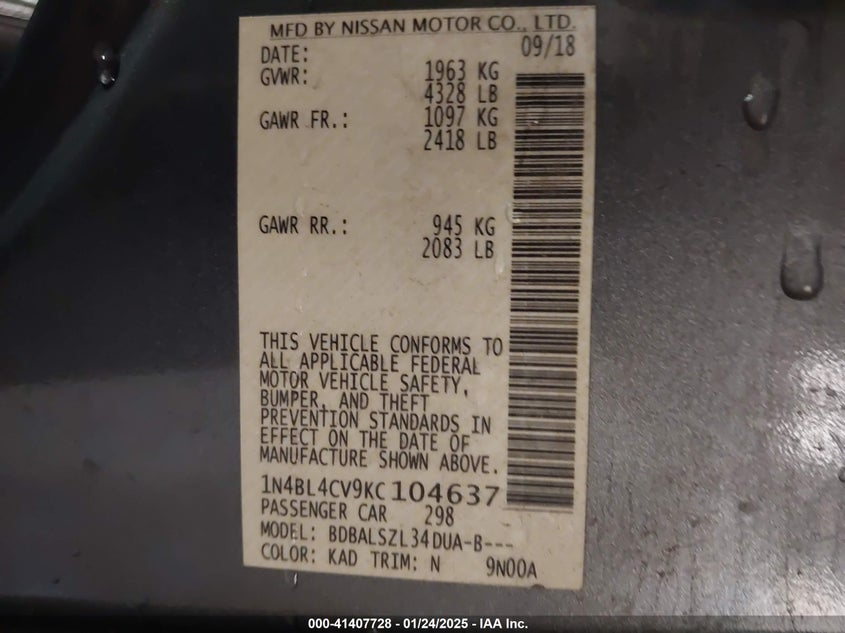 MFD BY NISSAN MOTOR CO., LTD.
DATE: 09/18
GVWR: 1963 KG
4328 LB
GAWR FR.: 1097 KG
2418 LB
GAWR RR.: 945 KG
2083 LB
THIS VEHICLE CONFORMS TO
ALL APPLICABLE FEDERAL
MOTOR VEHICLE SAFETY,
BUMPER, AND THEFT
PREVENTION STANDARDS IN
EFFECT ON THE DATE OF
MANUFACTURE SHOWN ABOVE.
1N4BL4CV9KC104637
PASSENGER CAR 298
MODEL: BDBALSZL34DUA-B---
COLOR: KAD TRIM: N 9N00A
000-41407728 - 01/24/2025 - IAA Inc.